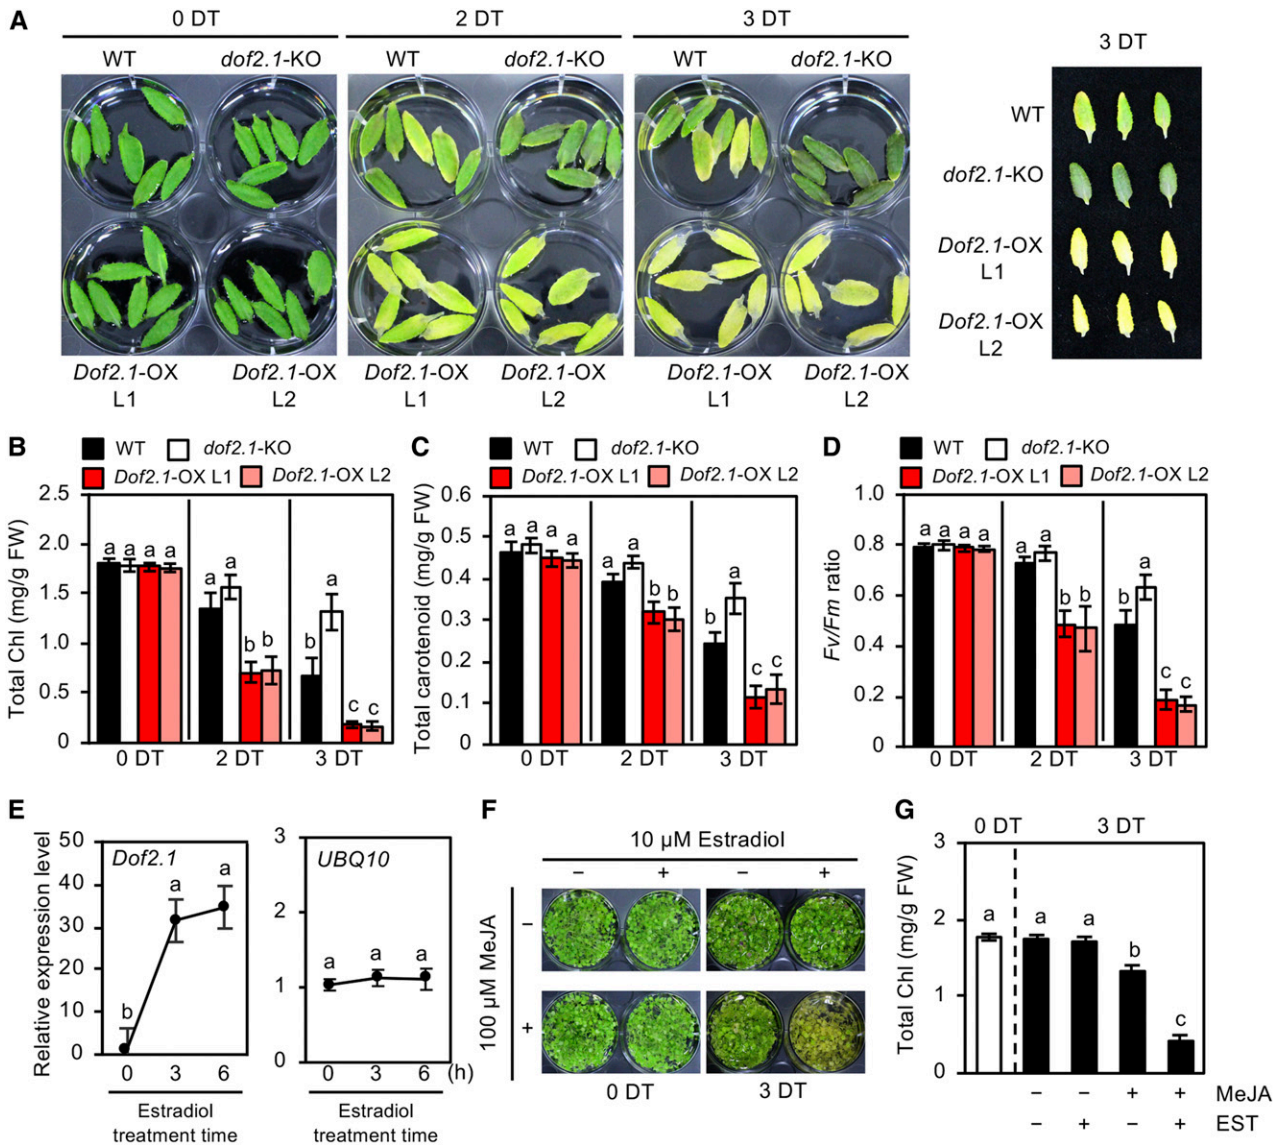 A
0 DT
2 DT
3 DT
3 DT
WT
dof2.1-KO
WT
dof2.1-KO
WT
dof2.1-KO
WT
dof2.1-KO
Dof2.1-OX
L1
Dof2.1-OX
L2
Dof2.1-OX
L1
Dof2.1-OX
L2
Dof2.1-OX
L1
Dof2.1-OX
L2
Dof2.1-OX
L1
Dof2.1-OX
L2
B
WT
dof2.1-KO
Dof2.1-OX L1
Dof2.1-OX L2
Total Chl (mg/g FW)
2.5
2.0
1.5
1.0
0.5
0
a a a a
a a b b
b a c c
0 DT
2 DT
3 DT
C
WT
dof2.1-KO
Dof2.1-OX L1
Dof2.1-OX L2
Total carotenoid (mg/g FW)
0.6
0.5
0.4
0.3
0.2
0.1
0
a a a a
a a b b
b a c c
0 DT
2 DT
3 DT
D
WT
dof2.1-KO
Dof2.1-OX L1
Dof2.1-OX L2
Fv/Fm ratio
1.0
0.8
0.6
0.4
0.2
0
a a a a
a a b b
b a c c
0 DT
2 DT
3 DT
E
Relative expression level
50
40
30
20
10
0
Dof2.1
b a a
0 3 6
Estradiol
treatment time
3
2
1
0
UBQ10
a a a
0 3 6 (h)
Estradiol
treatment time
F
10 µM Estradiol
− + − +
100 µM MeJA
−
+
0 DT
3 DT
G
0 DT
3 DT
Total Chl (mg/g FW)
3
2
1
0
a a a b c
− − + + MeJA
− + − + EST